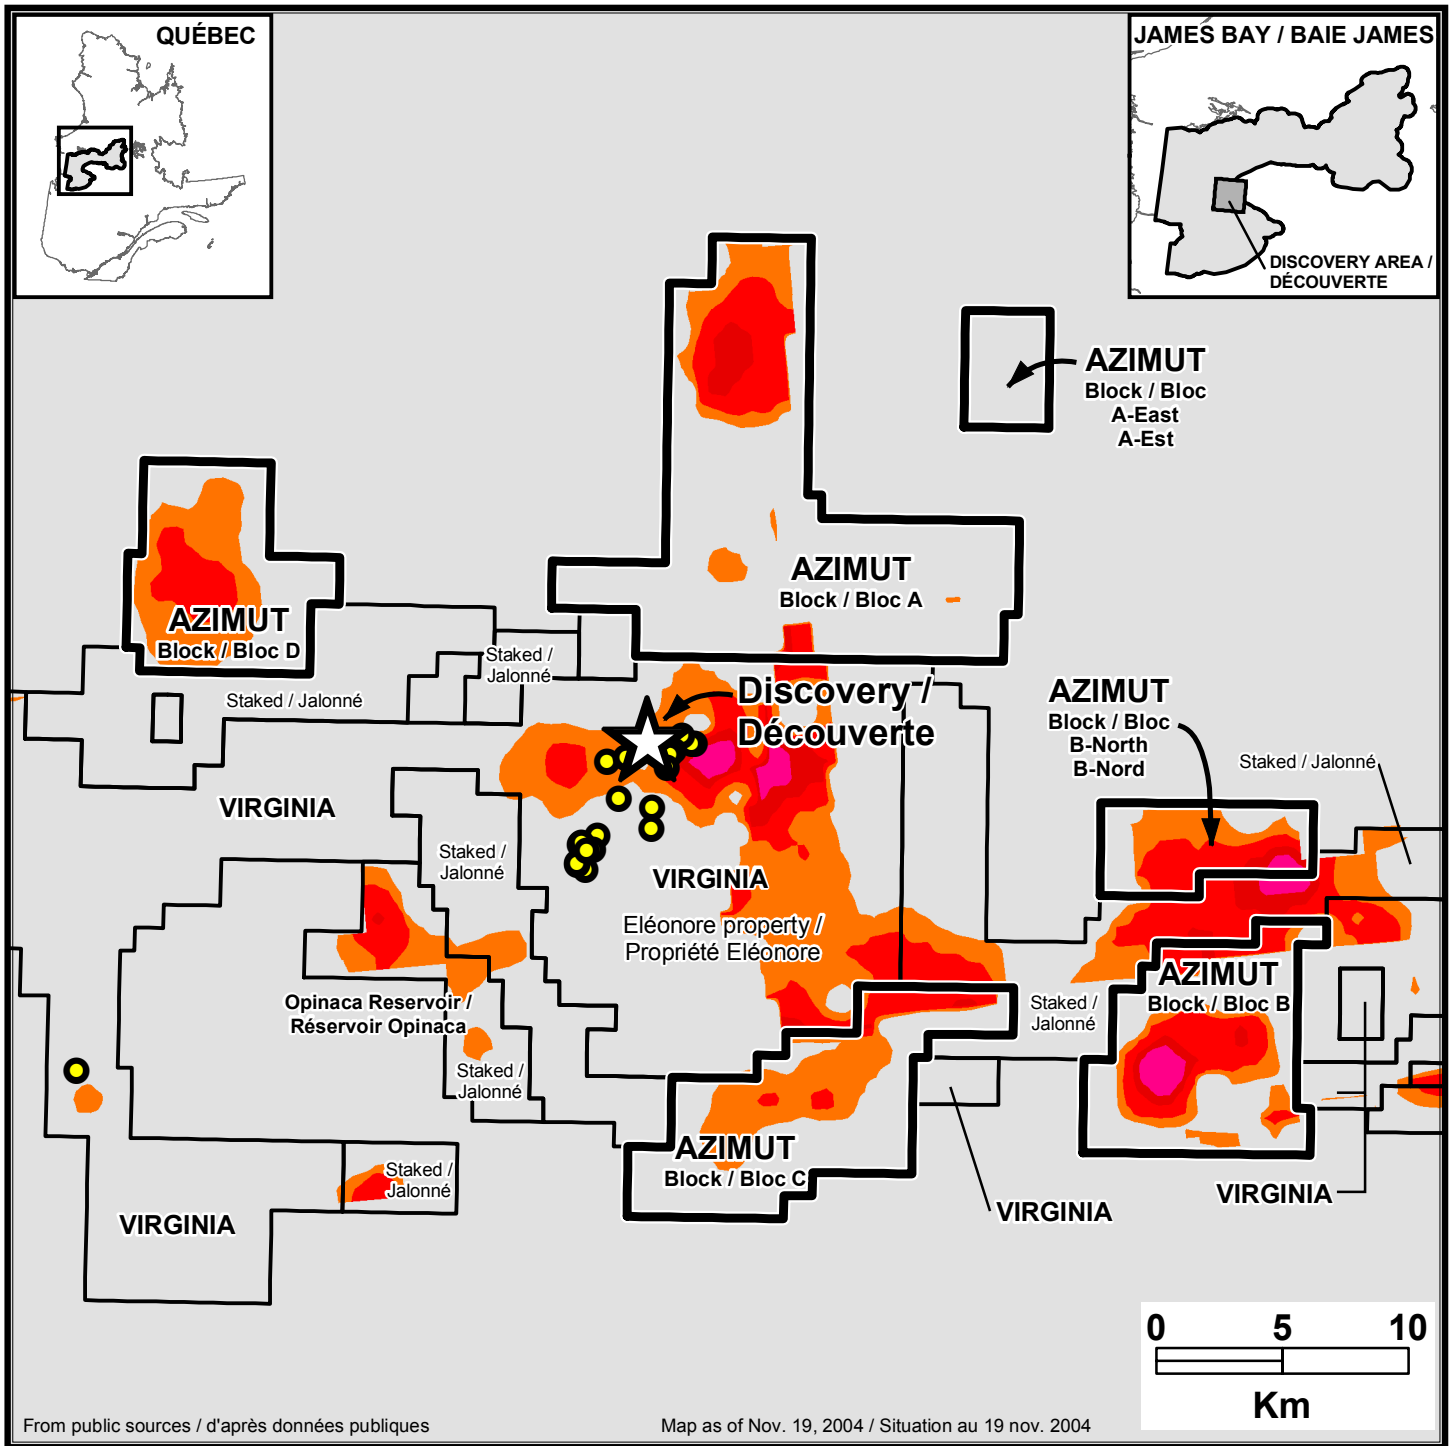 QUÉBEC
JAMES BAY / BAIE JAMES
DISCOVERY AREA /
DÉCOUVERTE
AZIMUT
Block / Bloc
A-East
A-Est
AZIMUT
Block / Bloc A
AZIMUT
Block / Bloc D
Staked /
Jalonné
Staked / Jalonné
Discovery /
Découverte
AZIMUT
Block / Bloc
B-North
B-Nord
Staked / Jalonné
VIRGINIA
Staked /
Jalonné
VIRGINIA
Eléonore property /
Propriété Eléonore
AZIMUT
Block / Bloc B
Opinaca Reservoir /
Réservoir Opinaca
Staked /
Jalonné
Staked /
Jalonné
AZIMUT
Block / Bloc C
Staked /
Jalonné
VIRGINIA
VIRGINIA
VIRGINIA
0 5 10
Km
From public sources / d'après données publiques
Map as of Nov. 19, 2004 / Situation au 19 nov. 2004